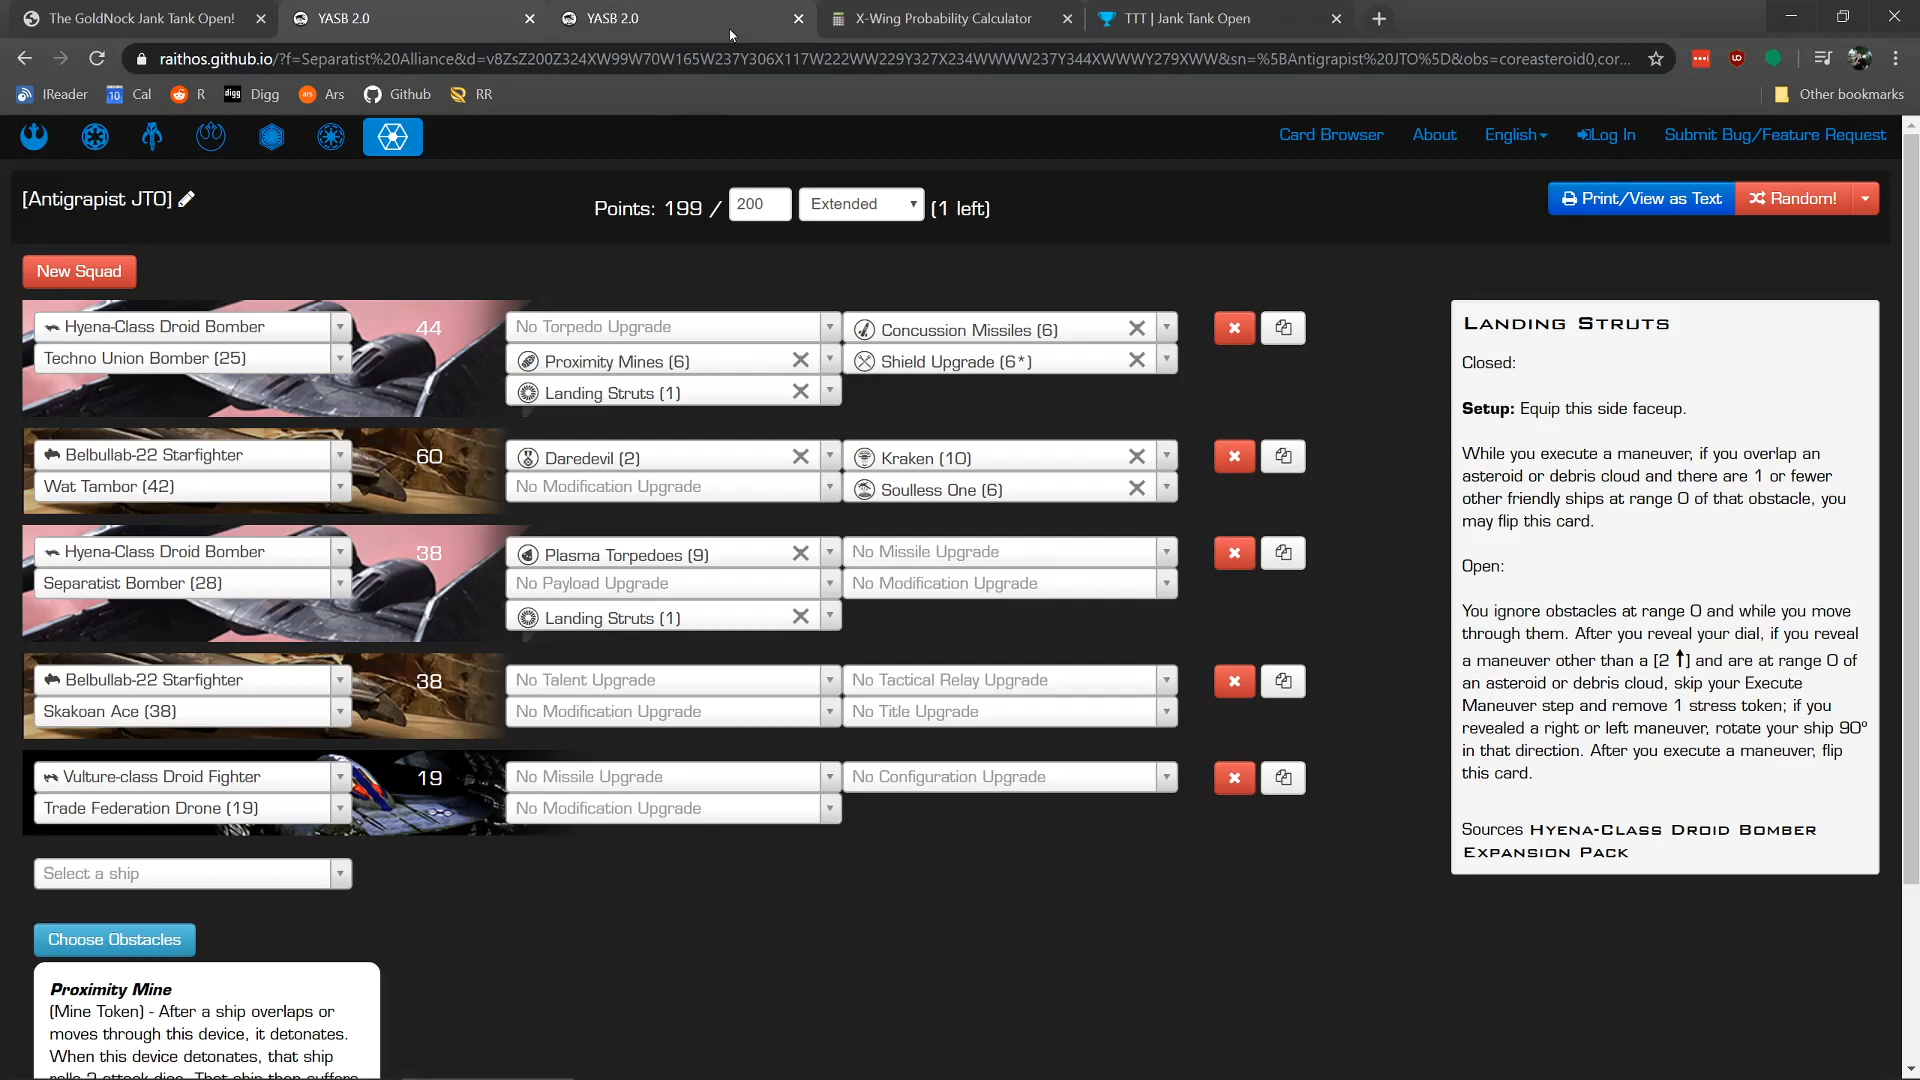 The GoldNock Jank Tank Open!
YASB 2.0
YASB 2.0
X-Wing Probability Calculator
TTT | Jank Tank Open
raithos.github.io/?f=Separatist%20Alliance&d=v8ZsZ200Z324XW99W70W165W237Y306X117W222WW229Y327X234WWWW237Y344XWWWY279XWW&sn=%5BAntigrapist%20JTO%5D&obs=coreasteroid0,cor...
IReader
10 Cal
R
digg Digg
ars Ars
Github
RR
Other bookmarks
Card Browser
About
English
Log In
Submit Bug/Feature Request
[Antigrapist JTO]
Points: 199 / 200 Extended (1 left)
Print/View as Text
Random!
New Squad
Hyena-Class Droid Bomber 44 No Torpedo Upgrade Concussion Missiles (6)
Techno Union Bomber (25) Proximity Mines (6) Shield Upgrade (6*)
Landing Struts (1)
Belbullab-22 Starfighter 60 Daredevil (2) Kraken (10)
Wat Tambor (42) No Modification Upgrade Soulless One (6)
Hyena-Class Droid Bomber 38 Plasma Torpedoes (9) No Missile Upgrade
Separatist Bomber (28) No Payload Upgrade No Modification Upgrade
Landing Struts (1)
Belbullab-22 Starfighter 38 No Talent Upgrade No Tactical Relay Upgrade
Skakoan Ace (38) No Modification Upgrade No Title Upgrade
Vulture-class Droid Fighter 19 No Missile Upgrade No Configuration Upgrade
Trade Federation Drone (19) No Modification Upgrade
Select a ship
Choose Obstacles
Proximity Mine
(Mine Token) - After a ship overlaps or
moves through this device, it detonates.
When this device detonates, that ship
rolls 2 attack dice. That ship then suffers
Landing Struts
Closed:
Setup: Equip this side faceup.
While you execute a maneuver, if you overlap an
asteroid or debris cloud and there are 1 or fewer
other friendly ships at range 0 of that obstacle, you
may flip this card.
Open:
You ignore obstacles at range 0 and while you move
through them. After you reveal your dial, if you reveal
a maneuver other than a [2 ↑] and are at range 0 of
an asteroid or debris cloud, skip your Execute
Maneuver step and remove 1 stress token; if you
revealed a right or left maneuver, rotate your ship 90º
in that direction. After you execute a maneuver, flip
this card.
Sources Hyena-Class Droid Bomber
Expansion Pack